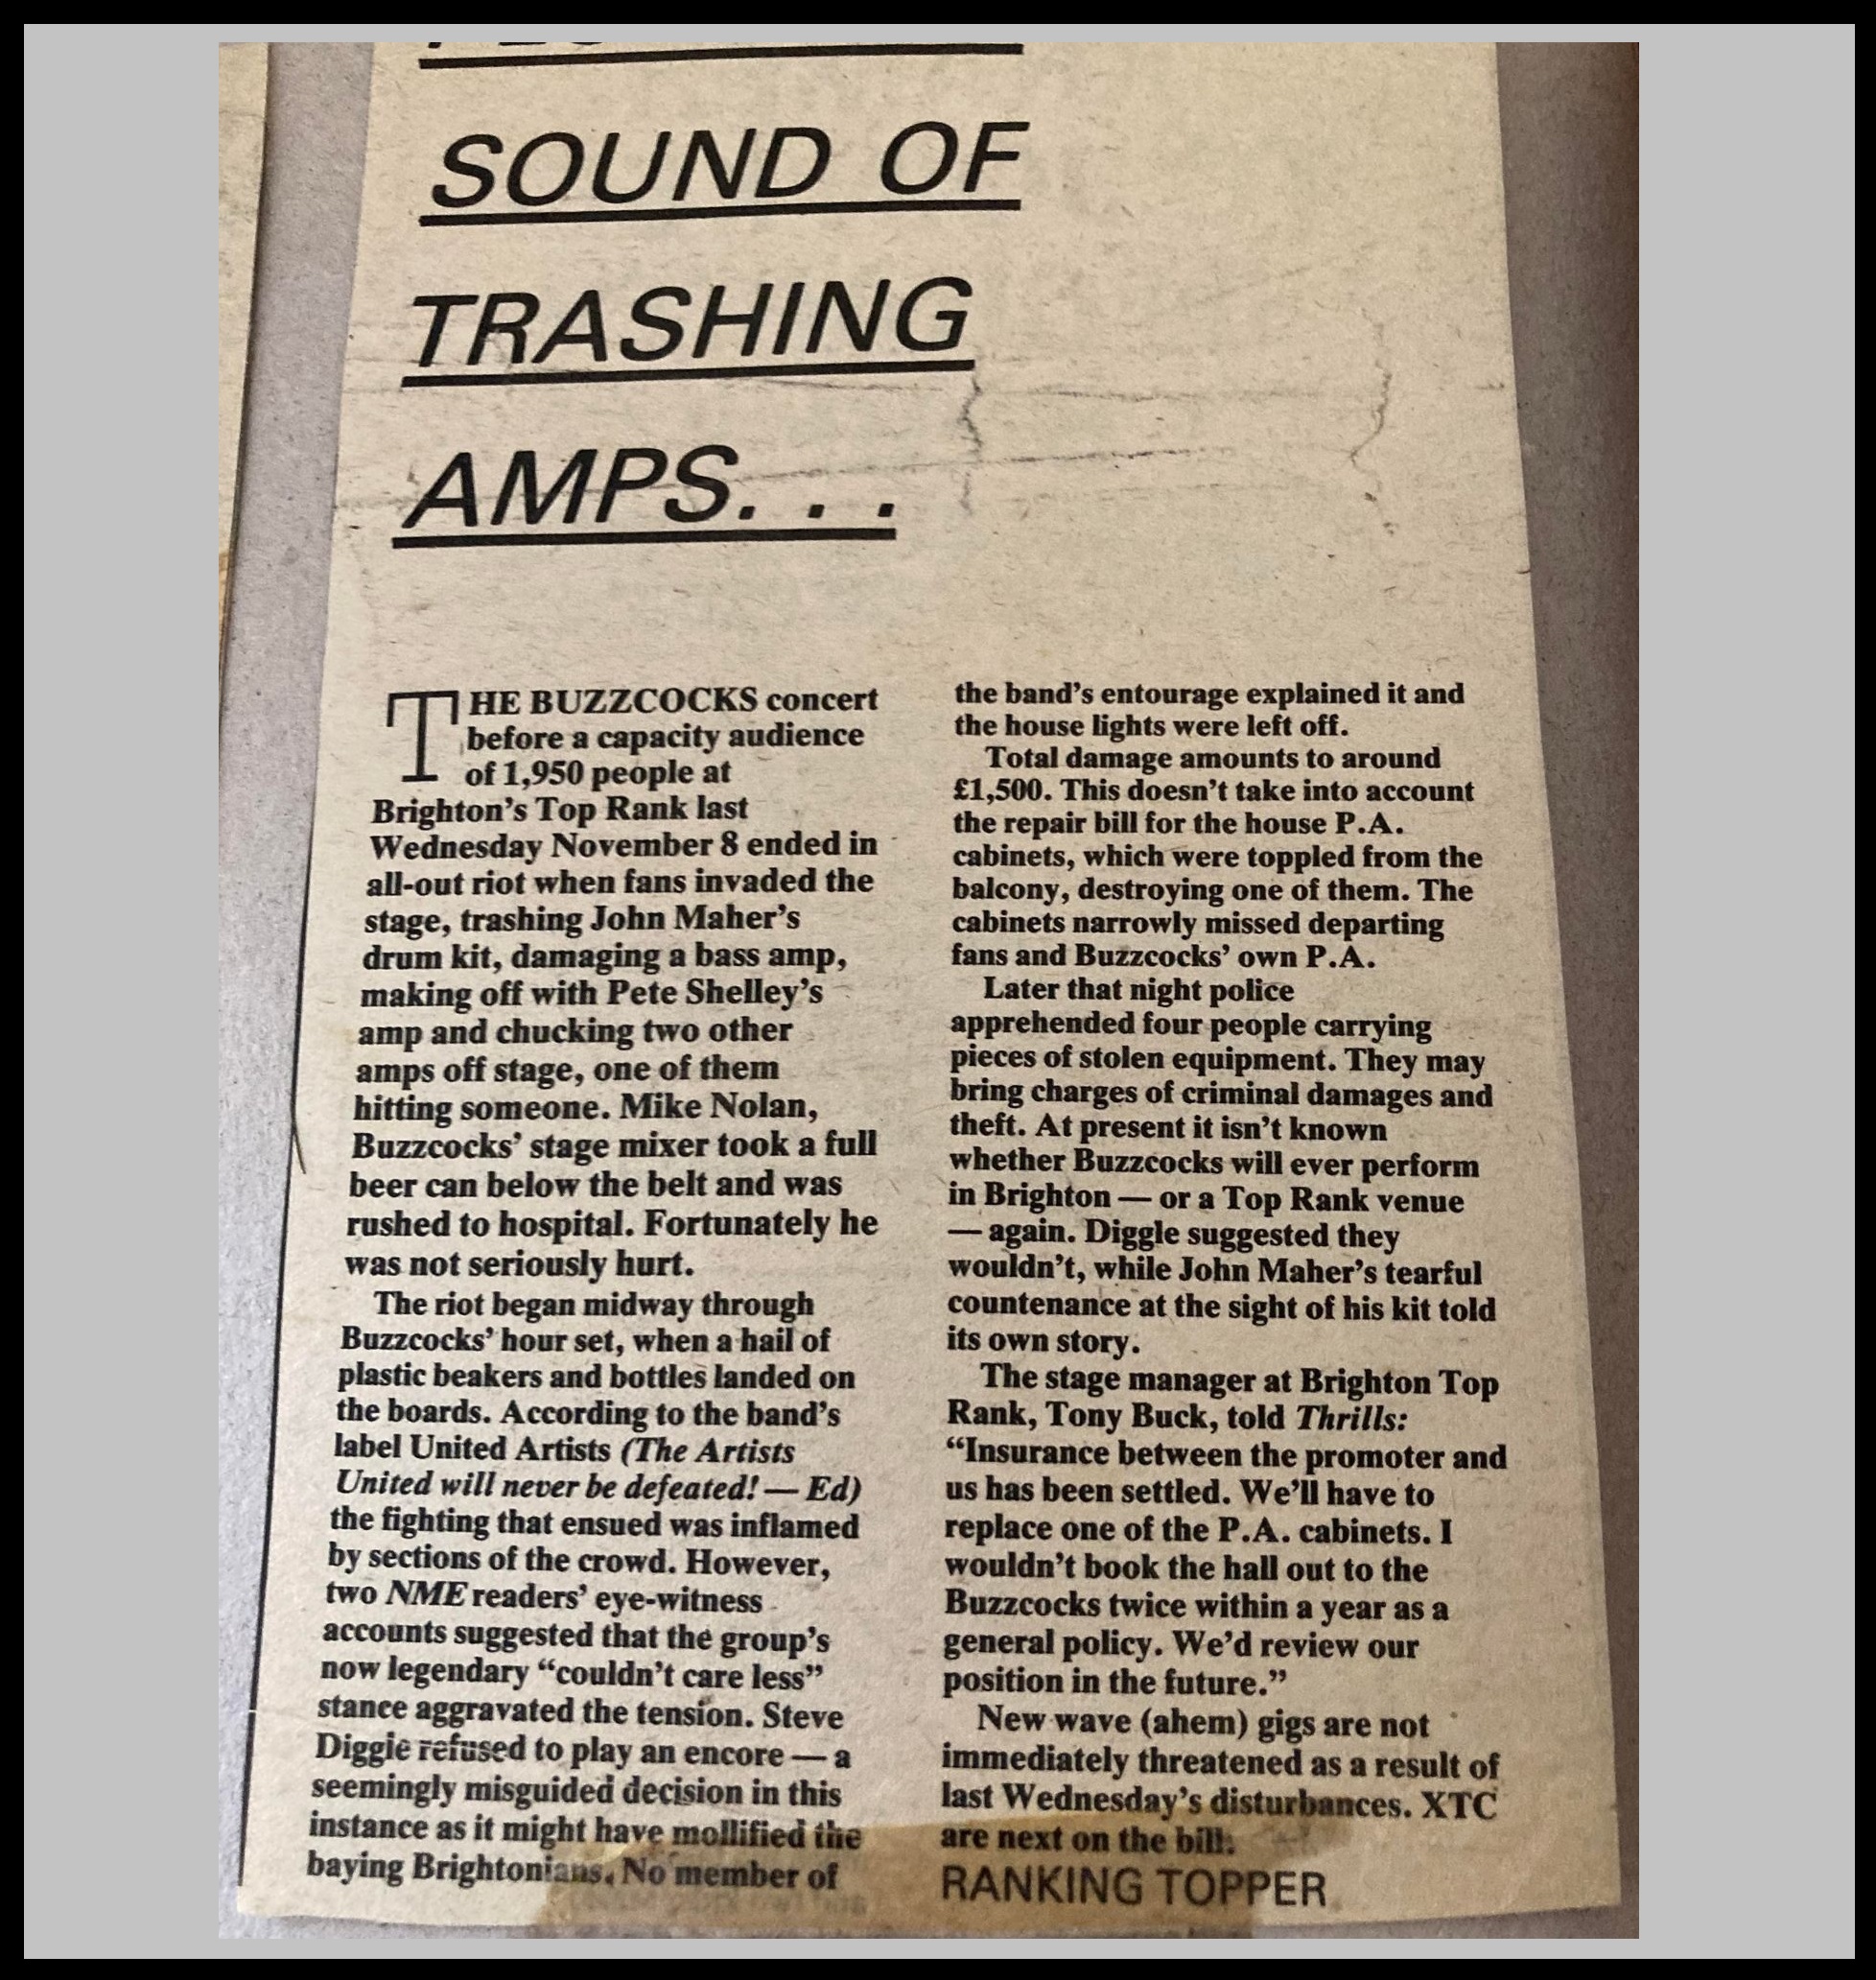 SOUND OF
TRASHING
AMPS. . .
THE BUZZCOCKS concert
before a capacity audience
of 1,950 people at
Brighton's Top Rank last
Wednesday November 8 ended in
all-out riot when fans invaded the
stage, trashing John Maher's
drum kit, damaging a bass amp,
making off with Pete Shelley's
amp and chucking two other
amps off stage, one of them
hitting someone. Mike Nolan,
Buzzcocks' stage mixer took a full
beer can below the belt and was
rushed to hospital. Fortunately he
was not seriously hurt.
The riot began midway through
Buzzcocks' hour set, when a hail of
plastic beakers and bottles landed on
the boards. According to the band's
label United Artists (The Artists
United will never be defeated! — Ed)
the fighting that ensued was inflamed
by sections of the crowd. However,
two NME readers' eye-witness
accounts suggested that the group's
now legendary “couldn't care less”
stance aggravated the tension. Steve
Diggle refused to play an encore — a
seemingly misguided decision in this
instance as it might have mollified the
baying Brightonians. No member of
the band's entourage explained it and
the house lights were left off.
Total damage amounts to around
£1,500. This doesn't take into account
the repair bill for the house P.A.
cabinets, which were toppled from the
balcony, destroying one of them. The
cabinets narrowly missed departing
fans and Buzzcocks' own P.A.
Later that night police
apprehended four people carrying
pieces of stolen equipment. They may
bring charges of criminal damages and
theft. At present it isn't known
whether Buzzcocks will ever perform
in Brighton — or a Top Rank venue
— again. Diggle suggested they
wouldn't, while John Maher's tearful
countenance at the sight of his kit told
its own story.
The stage manager at Brighton Top
Rank, Tony Buck, told Thrills:
“Insurance between the promoter and
us has been settled. We'll have to
replace one of the P.A. cabinets. I
wouldn't book the hall out to the
Buzzcocks twice within a year as a
general policy. We'd review our
position in the future.”
New wave (ahem) gigs are not
immediately threatened as a result of
last Wednesday's disturbances. XTC
are next on the bill.
RANKING TOPPER